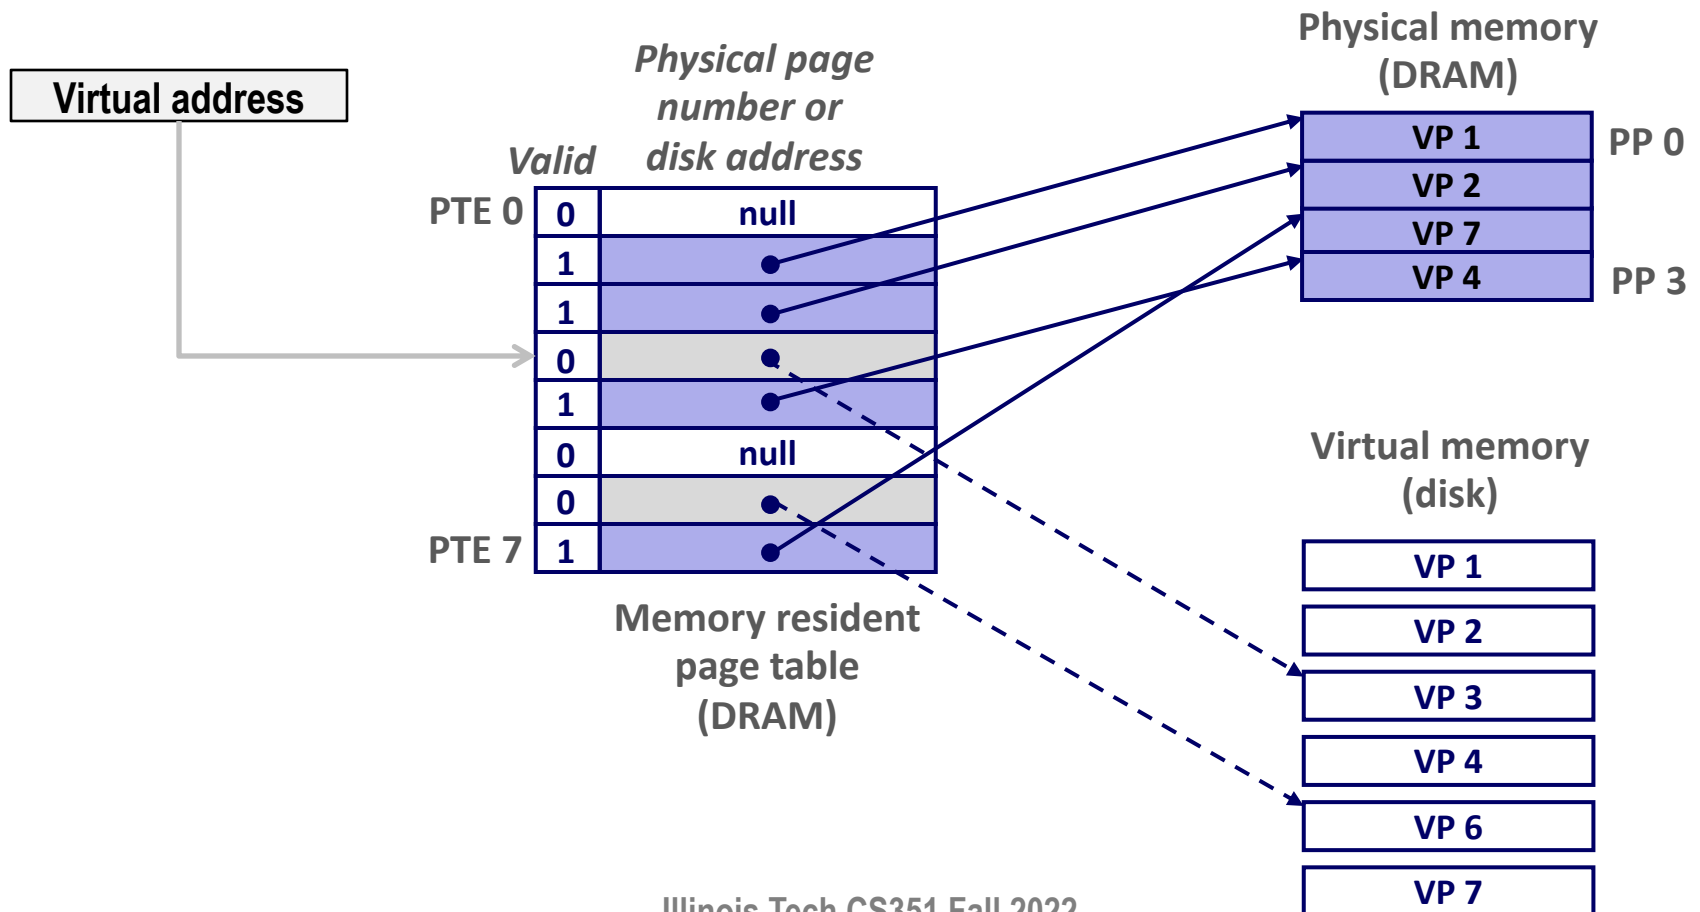 Virtual address
Physical page
number or
disk address
Valid
PTE 0
0
null
1
1
0
1
0
null
0
PTE 7
1
Memory resident
page table
(DRAM)
Physical memory
(DRAM)
VP 1
PP 0
VP 2
VP 7
VP 4
PP 3
Virtual memory
(disk)
VP 1
VP 2
VP 3
VP 4
VP 6
VP 7
Illinois Tech CS351 Fall 2022